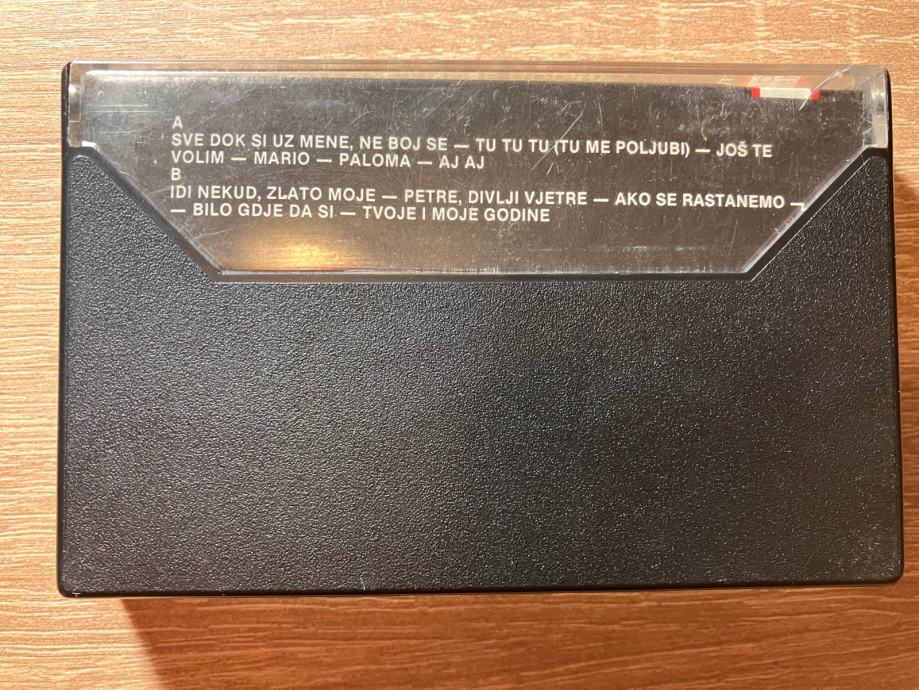 A
SVE DOK SI UZ MENE, NE BOJ SE — TU TU TU (TU ME POLJUBI) — JOŠ TE
VOLIM — MARIO — PALOMA — AJ AJ
B
IDI NEKUD, ZLATO MOJE — PETRE, DIVLJI VJETRE — AKO SE RASTANEMO —
— BILO GDJE DA SI — TVOJE I MOJE GODINE